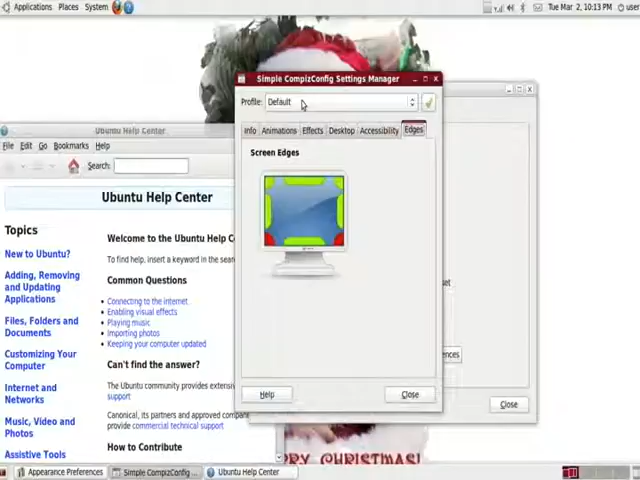 Applications Places System Tue Mar 2, 10:13 PM user
Simple CompizConfig Settings Manager
Profile: Default
Info Animations Effects Desktop Accessibility Edges
Screen Edges
Help Close
Close
Ubuntu Help Center
File Edit Go Bookmarks Help
Search:
Ubuntu Help Center
Topics
New to Ubuntu?
Adding, Removing
and Updating
Applications
Files, Folders and
Documents
Customizing Your
Computer
Internet and
Networks
Music, Video and
Photos
Assistive Tools
Welcome to the Ubuntu Help C
To find help, insert a keyword in the sear
Common Questions
Connecting to the internet
Enabling visual effects
Playing music
Importing photos
Keeping your computer updated
Can't find the answer?
The Ubuntu community provides extensiv
support
Canonical, its partners and approved compa
provide commercial technical support
How to Contribute
set
ences
RY CHRISTMAS!
Appearance Preferences Simple CompizConfig ... Ubuntu Help Center